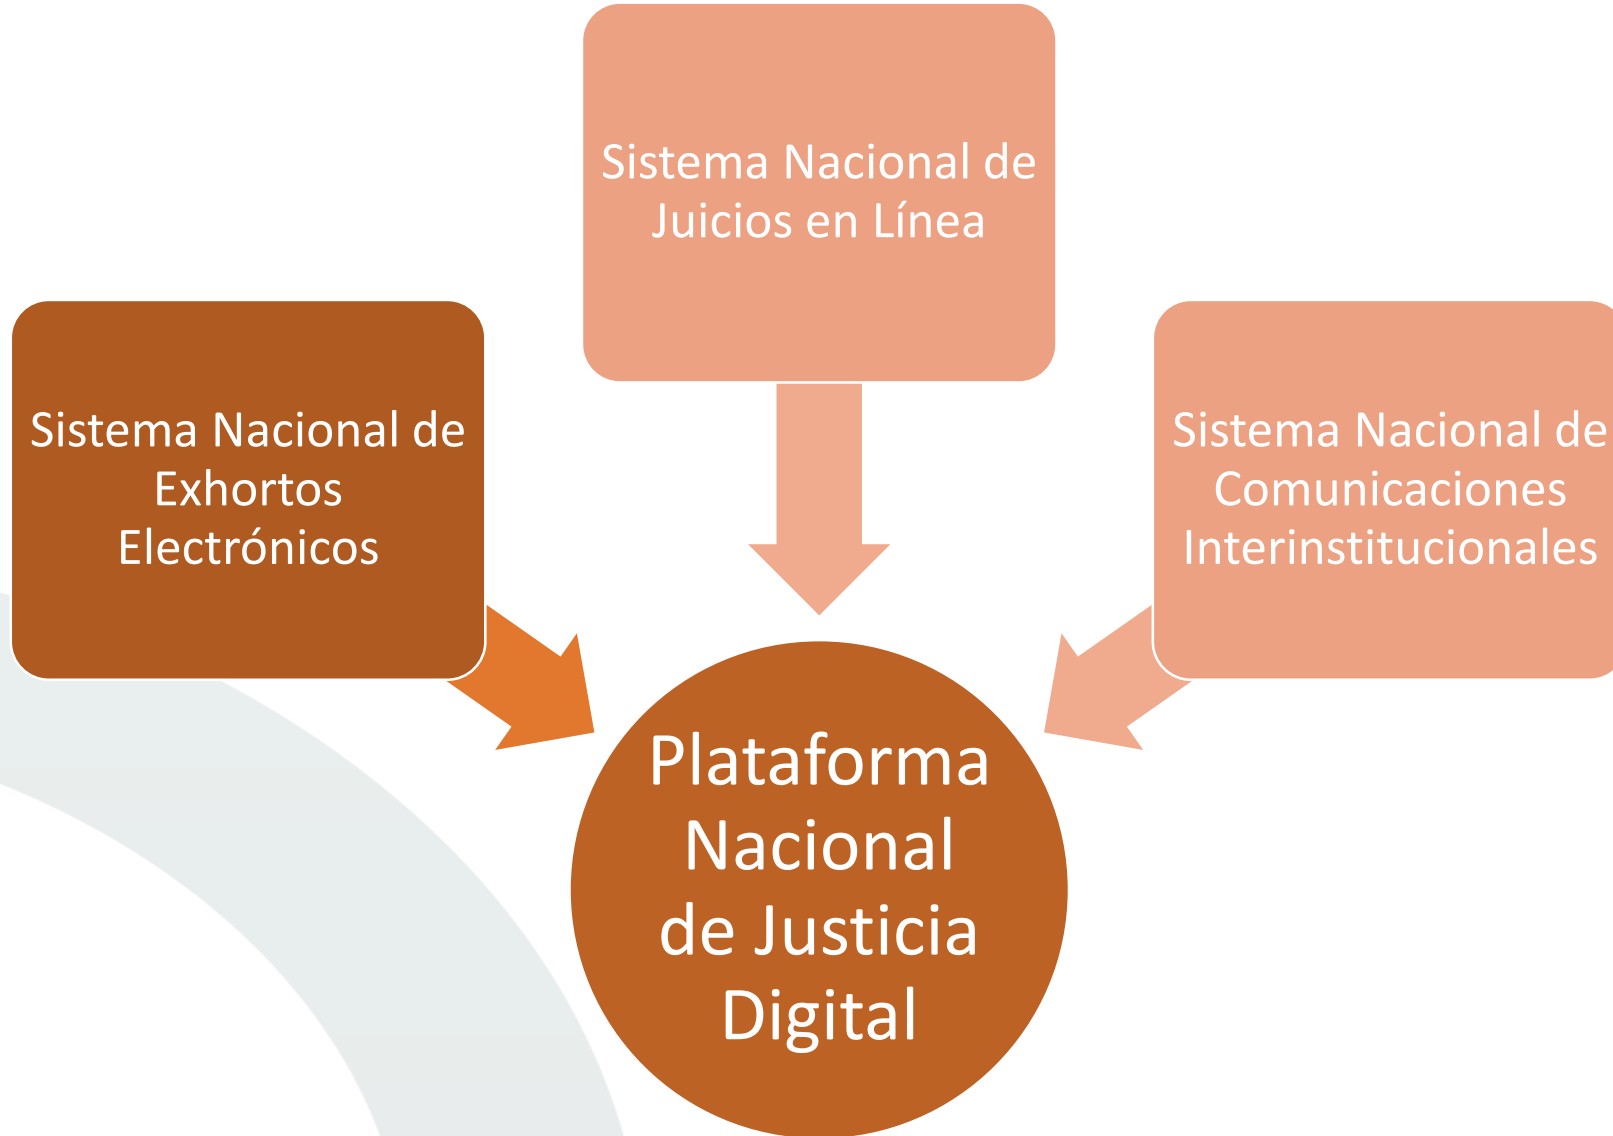 Sistema Nacional de
Juicios en Línea
Sistema Nacional de
Exhortos
Electrónicos
Sistema Nacional de
Comunicaciones
Interinstitucionales
Plataforma
Nacional
de Justicia
Digital